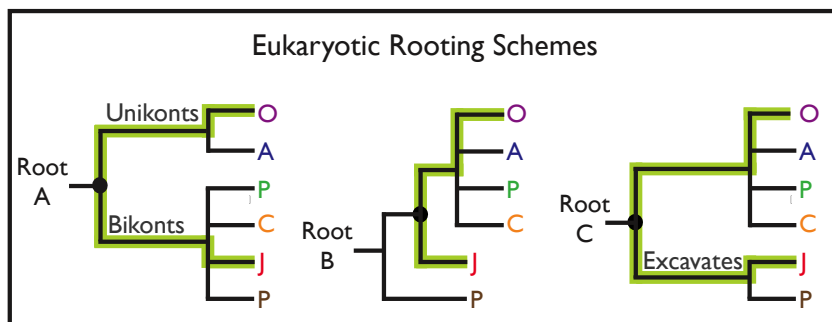 Eukaryotic Rooting Schemes
Unikonts
Root
A
Bikonts
O
A
P
C
J
P
Root
B
O
A
P
C
J
P
Root
C
Excavates
O
A
P
C
J
P